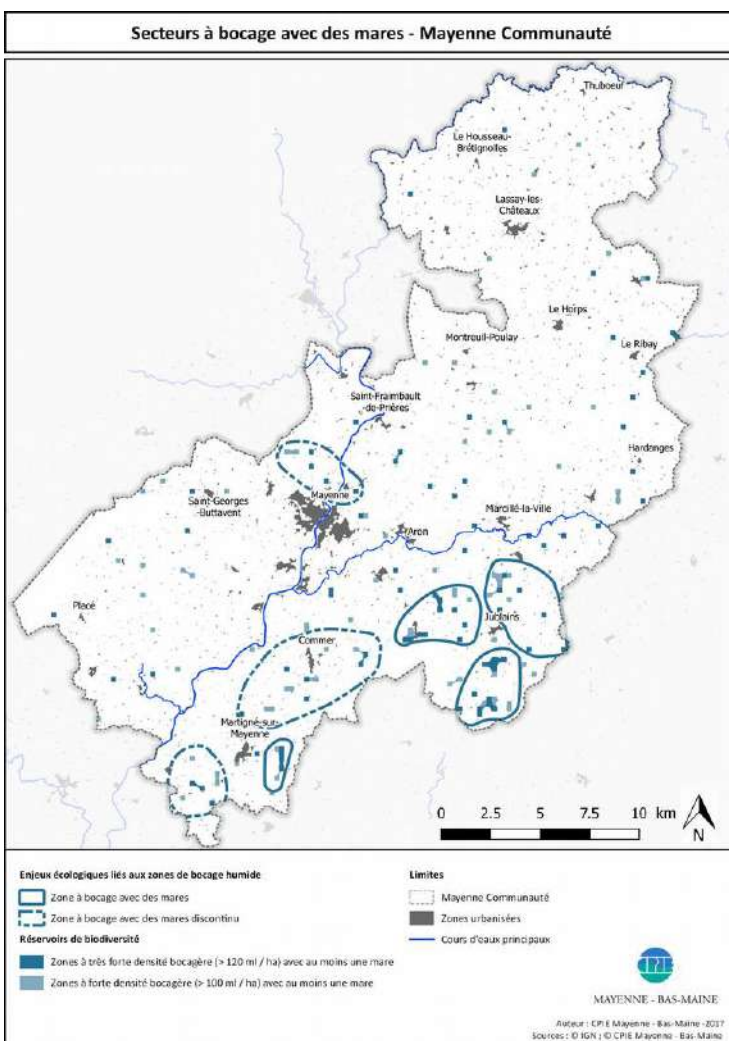 Secteurs à bocage avec des mares - Mayenne Communauté
Thuboeuf
Le Housseau-
Brétignolles
Lassay-les-
Châteaux
Le Horps
Montreuil-Poulay
Le Ribay
Saint-Fraimbault
-de-Prières
Hardanges
Mayenne
Saint-Georges-
Buttavent
Marcillé-la-Ville
Aron
Placé
Jublains
Commer
Martigné-sur-
Mayenne
0 2.5 5 7.5 10 km
N
Enjeux écologiques liés aux zones de bocage humide
Zone à bocage avec des mares
Zone à bocage avec des mares discontinu
Réservoirs de biodiversité
Zones à très forte densité bocagère (> 120 ml / ha) avec au moins une mare
Zones à forte densité bocagère (> 100 ml / ha) avec au moins une mare
Limites
Mayenne Communauté
Zones urbanisées
Cours d'eaux principaux
CPIE
MAYENNE - BAS-MAINE
Auteur : CPIE Mayenne - Bas-Maine -2017
Sources : © IGN ; © CPIE Mayenne - Bas-Maine